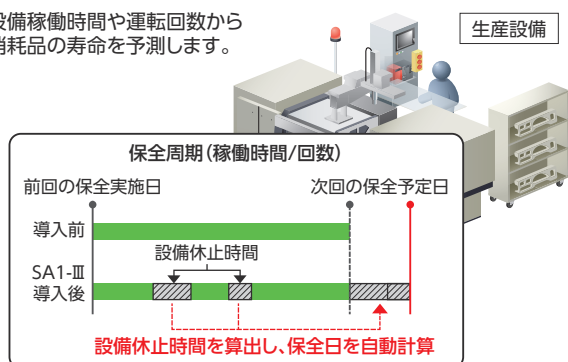 設備稼働時間や運転回数から
消耗品の寿命を予測します。
生産設備
保全周期(稼働時間/回数)
前回の保全実施日
次回の保全予定日
導入前
設備休止時間
SA1-Ⅲ
導入後
設備休止時間を算出し、保全日を自動計算